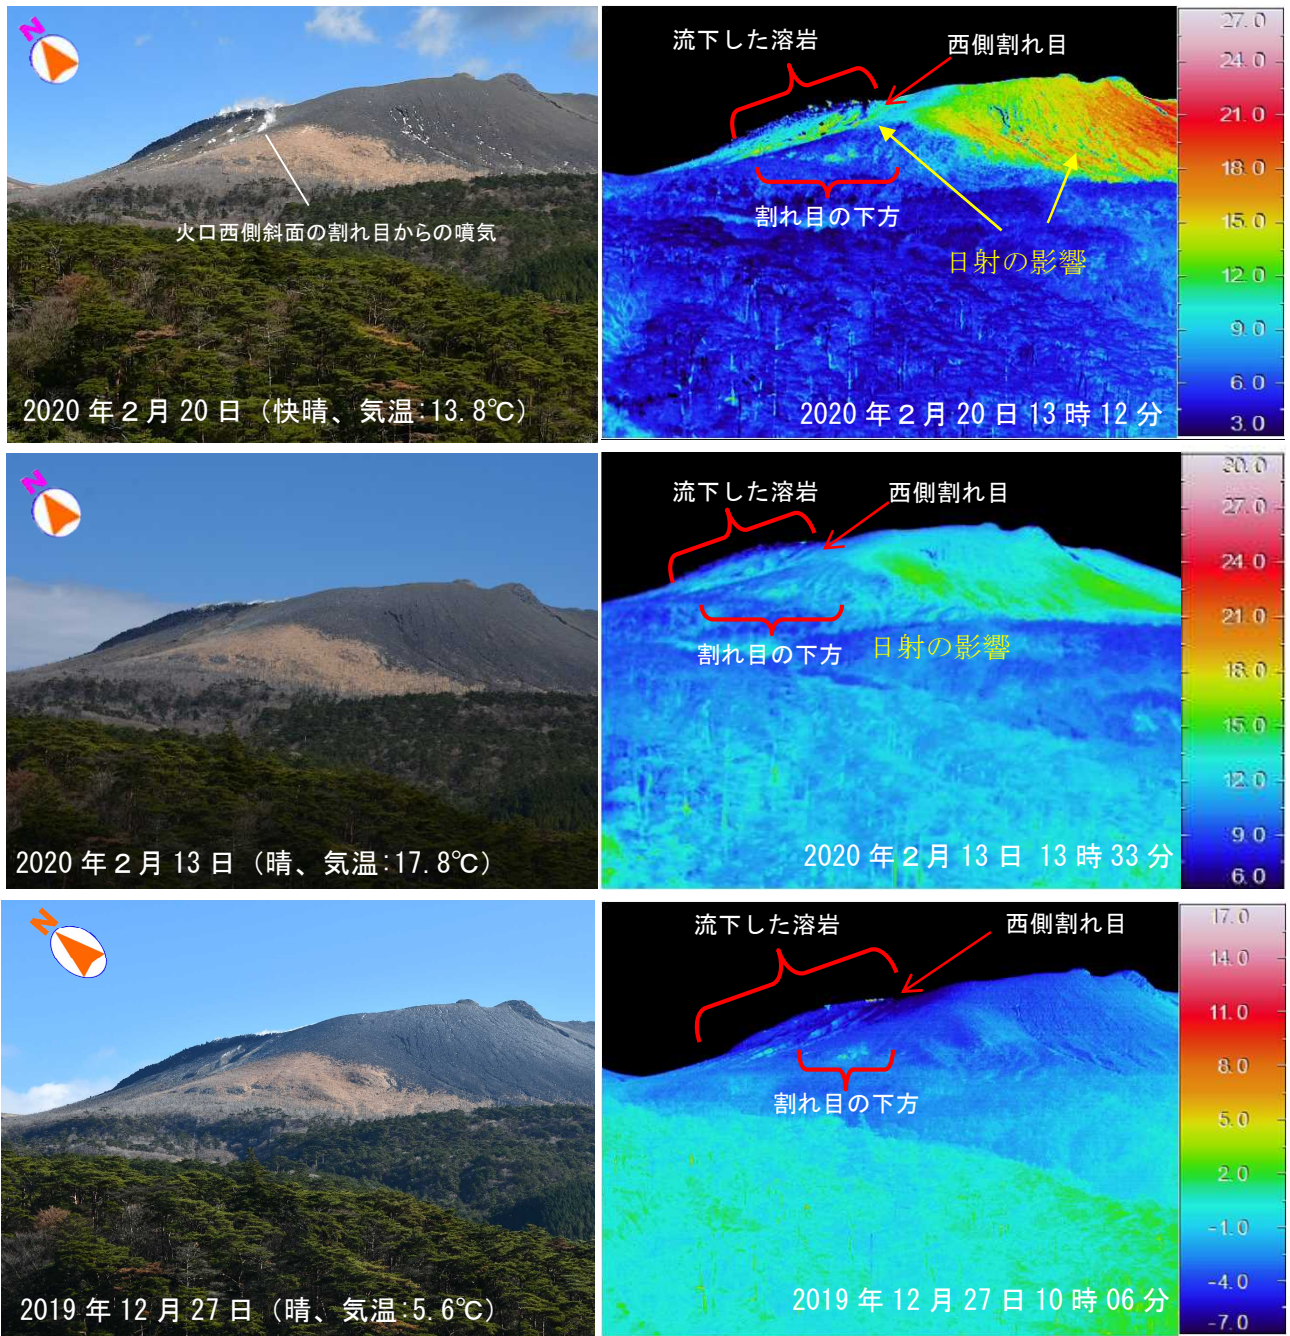 N
火口西側斜面の割れ目からの噴気
2020年2月20日（快晴、気温:13.8℃）
流下した溶岩
西側割れ目
割れ目の下方
日射の影響
2020年2月20日13時12分
27.0
24.0
21.0
18.0
15.0
12.0
9.0
6.0
3.0
N
2020年2月13日（晴、気温:17.8℃）
流下した溶岩
西側割れ目
割れ目の下方
日射の影響
2020年2月13日 13時33分
30.0
27.0
24.0
21.0
18.0
15.0
12.0
9.0
6.0
N
2019年12月27日（晴、気温:5.6℃）
流下した溶岩
西側割れ目
割れ目の下方
2019年12月27日10時06分
17.0
14.0
11.0
8.0
5.0
2.0
-1.0
-4.0
-7.0